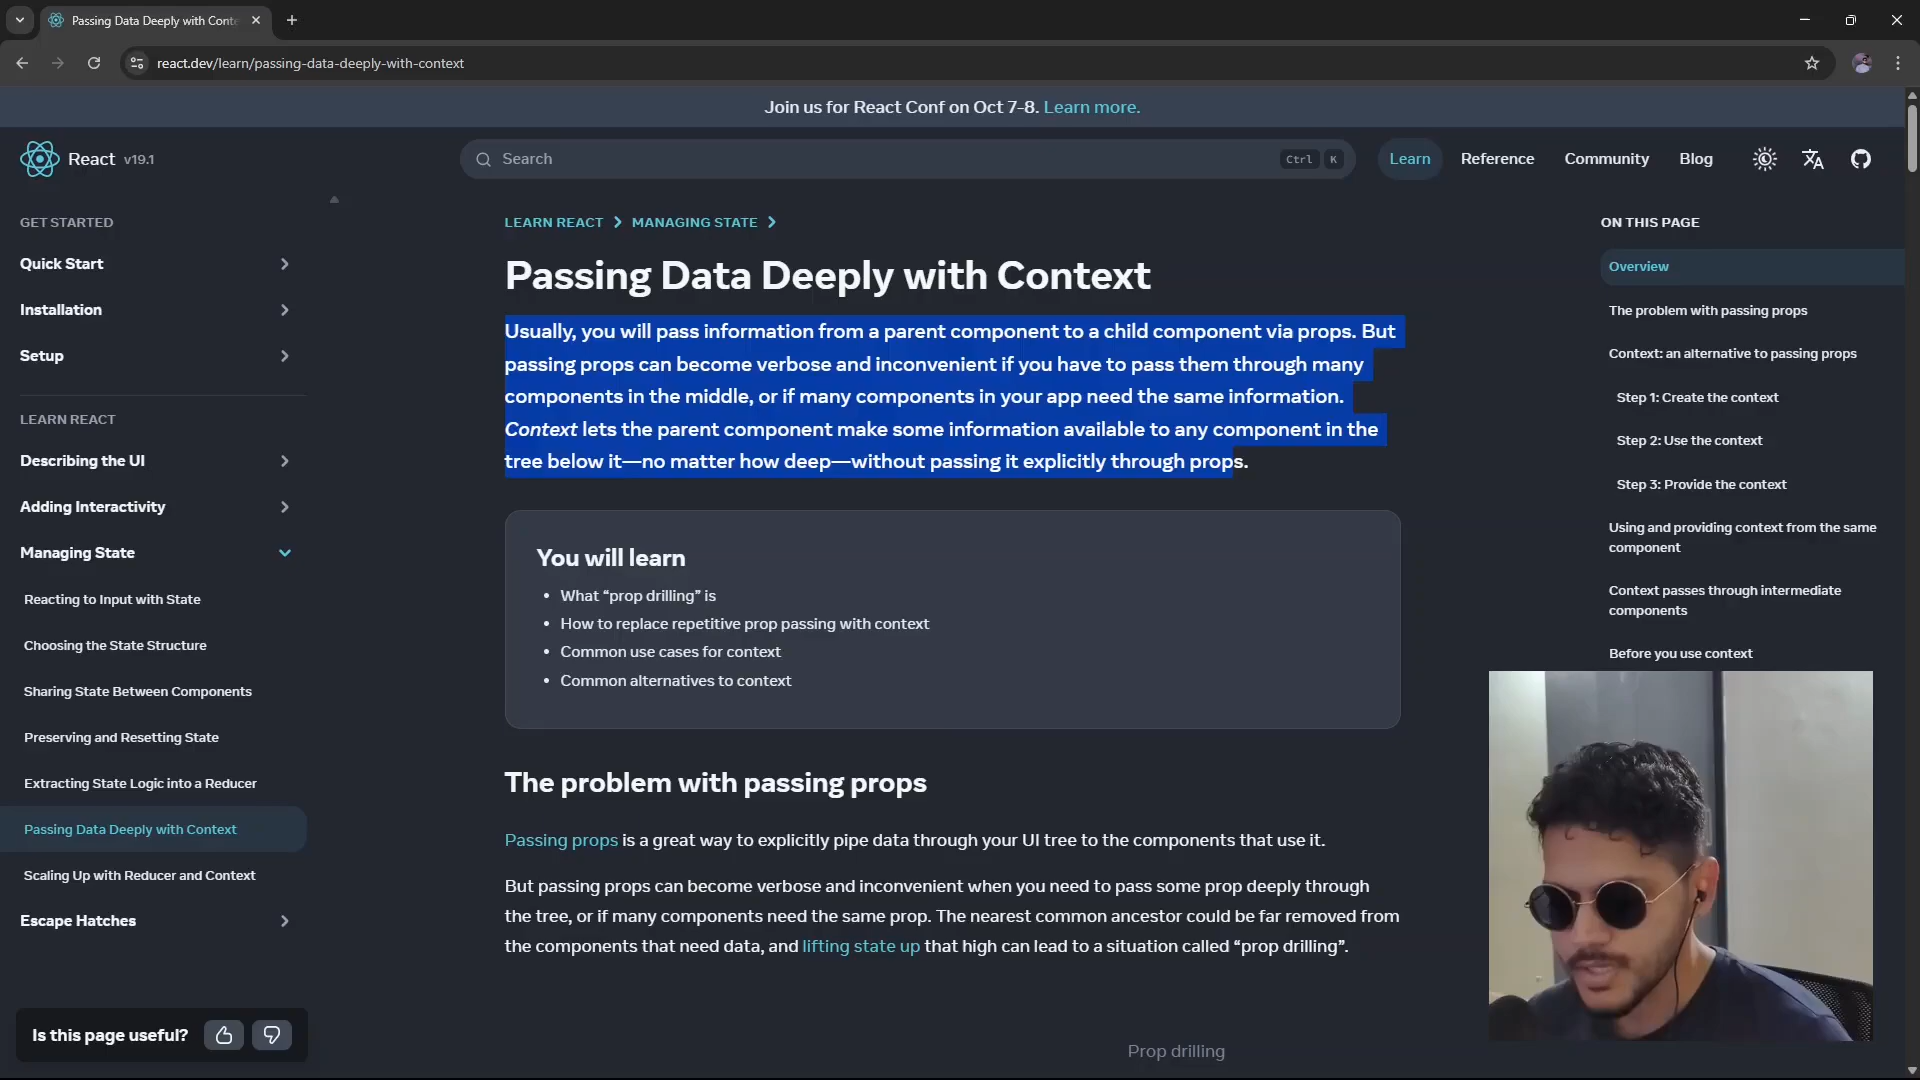 Passing Data Deeply with Conte
react.dev/learn/passing-data-deeply-with-context
Join us for React Conf on Oct 7-8. Learn more.
React v19.1
Search
Ctrl K
Learn
Reference
Community
Blog
GET STARTED
Quick Start
Installation
Setup
LEARN REACT
Describing the UI
Adding Interactivity
Managing State
Reacting to Input with State
Choosing the State Structure
Sharing State Between Components
Preserving and Resetting State
Extracting State Logic into a Reducer
Passing Data Deeply with Context
Scaling Up with Reducer and Context
Escape Hatches
Is this page useful?
LEARN REACT > MANAGING STATE >
Passing Data Deeply with Context
Usually, you will pass information from a parent component to a child component via props. But
passing props can become verbose and inconvenient if you have to pass them through many
components in the middle, or if many components in your app need the same information.
Context lets the parent component make some information available to any component in the
tree below it—no matter how deep—without passing it explicitly through props.
You will learn
• What “prop drilling” is
• How to replace repetitive prop passing with context
• Common use cases for context
• Common alternatives to context
The problem with passing props
Passing props is a great way to explicitly pipe data through your UI tree to the components that use it.
But passing props can become verbose and inconvenient when you need to pass some prop deeply through
the tree, or if many components need the same prop. The nearest common ancestor could be far removed from
the components that need data, and lifting state up that high can lead to a situation called “prop drilling”.
Prop drilling
ON THIS PAGE
Overview
The problem with passing props
Context: an alternative to passing props
Step 1: Create the context
Step 2: Use the context
Step 3: Provide the context
Using and providing context from the same
component
Context passes through intermediate
components
Before you use context